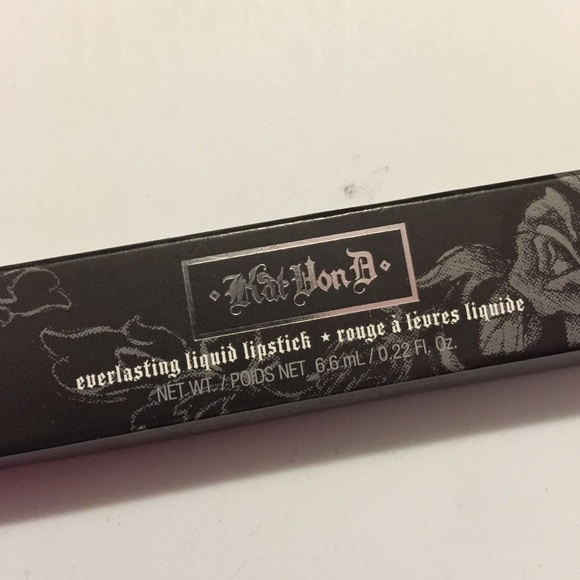 Kat Von D
everlasting liquid lipstick ★ rouge à lèvres liquide
NET WT. / POIDS NET 6.6 mL / 0.22 Fl. Oz.